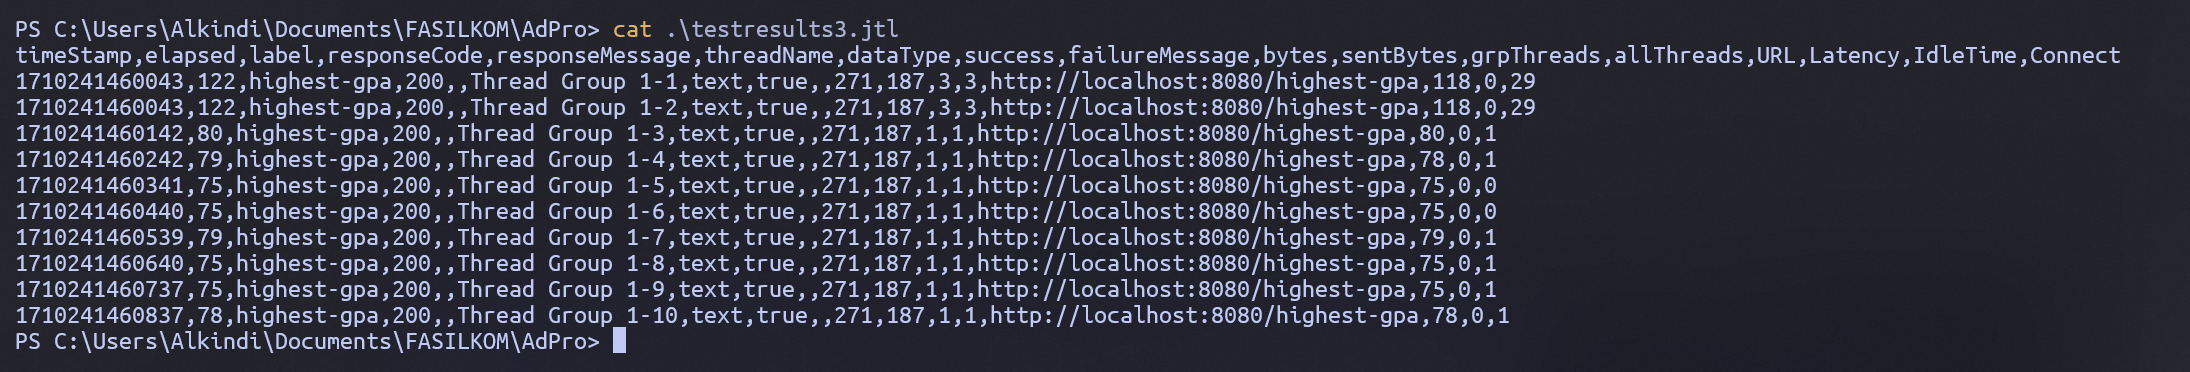 PS C:\Users\Alkindi\Documents\FASILKOM\AdPro> cat .\testresults3.jtl
timeStamp,elapsed,label,responseCode,responseMessage,threadName,dataType,success,failureMessage,bytes,sentBytes,grpThreads,allThreads,URL,Latency,IdleTime,Connect
1710241460043,122,highest-gpa,200,,Thread Group 1-1,text,true,,271,187,3,3,http://localhost:8080/highest-gpa,118,0,29
1710241460043,122,highest-gpa,200,,Thread Group 1-2,text,true,,271,187,3,3,http://localhost:8080/highest-gpa,118,0,29
1710241460142,80,highest-gpa,200,,Thread Group 1-3,text,true,,271,187,1,1,http://localhost:8080/highest-gpa,80,0,1
1710241460242,79,highest-gpa,200,,Thread Group 1-4,text,true,,271,187,1,1,http://localhost:8080/highest-gpa,78,0,1
1710241460341,75,highest-gpa,200,,Thread Group 1-5,text,true,,271,187,1,1,http://localhost:8080/highest-gpa,75,0,0
1710241460440,75,highest-gpa,200,,Thread Group 1-6,text,true,,271,187,1,1,http://localhost:8080/highest-gpa,75,0,0
1710241460539,79,highest-gpa,200,,Thread Group 1-7,text,true,,271,187,1,1,http://localhost:8080/highest-gpa,79,0,1
1710241460640,75,highest-gpa,200,,Thread Group 1-8,text,true,,271,187,1,1,http://localhost:8080/highest-gpa,75,0,1
1710241460737,75,highest-gpa,200,,Thread Group 1-9,text,true,,271,187,1,1,http://localhost:8080/highest-gpa,75,0,1
1710241460837,78,highest-gpa,200,,Thread Group 1-10,text,true,,271,187,1,1,http://localhost:8080/highest-gpa,78,0,1
PS C:\Users\Alkindi\Documents\FASILKOM\AdPro>